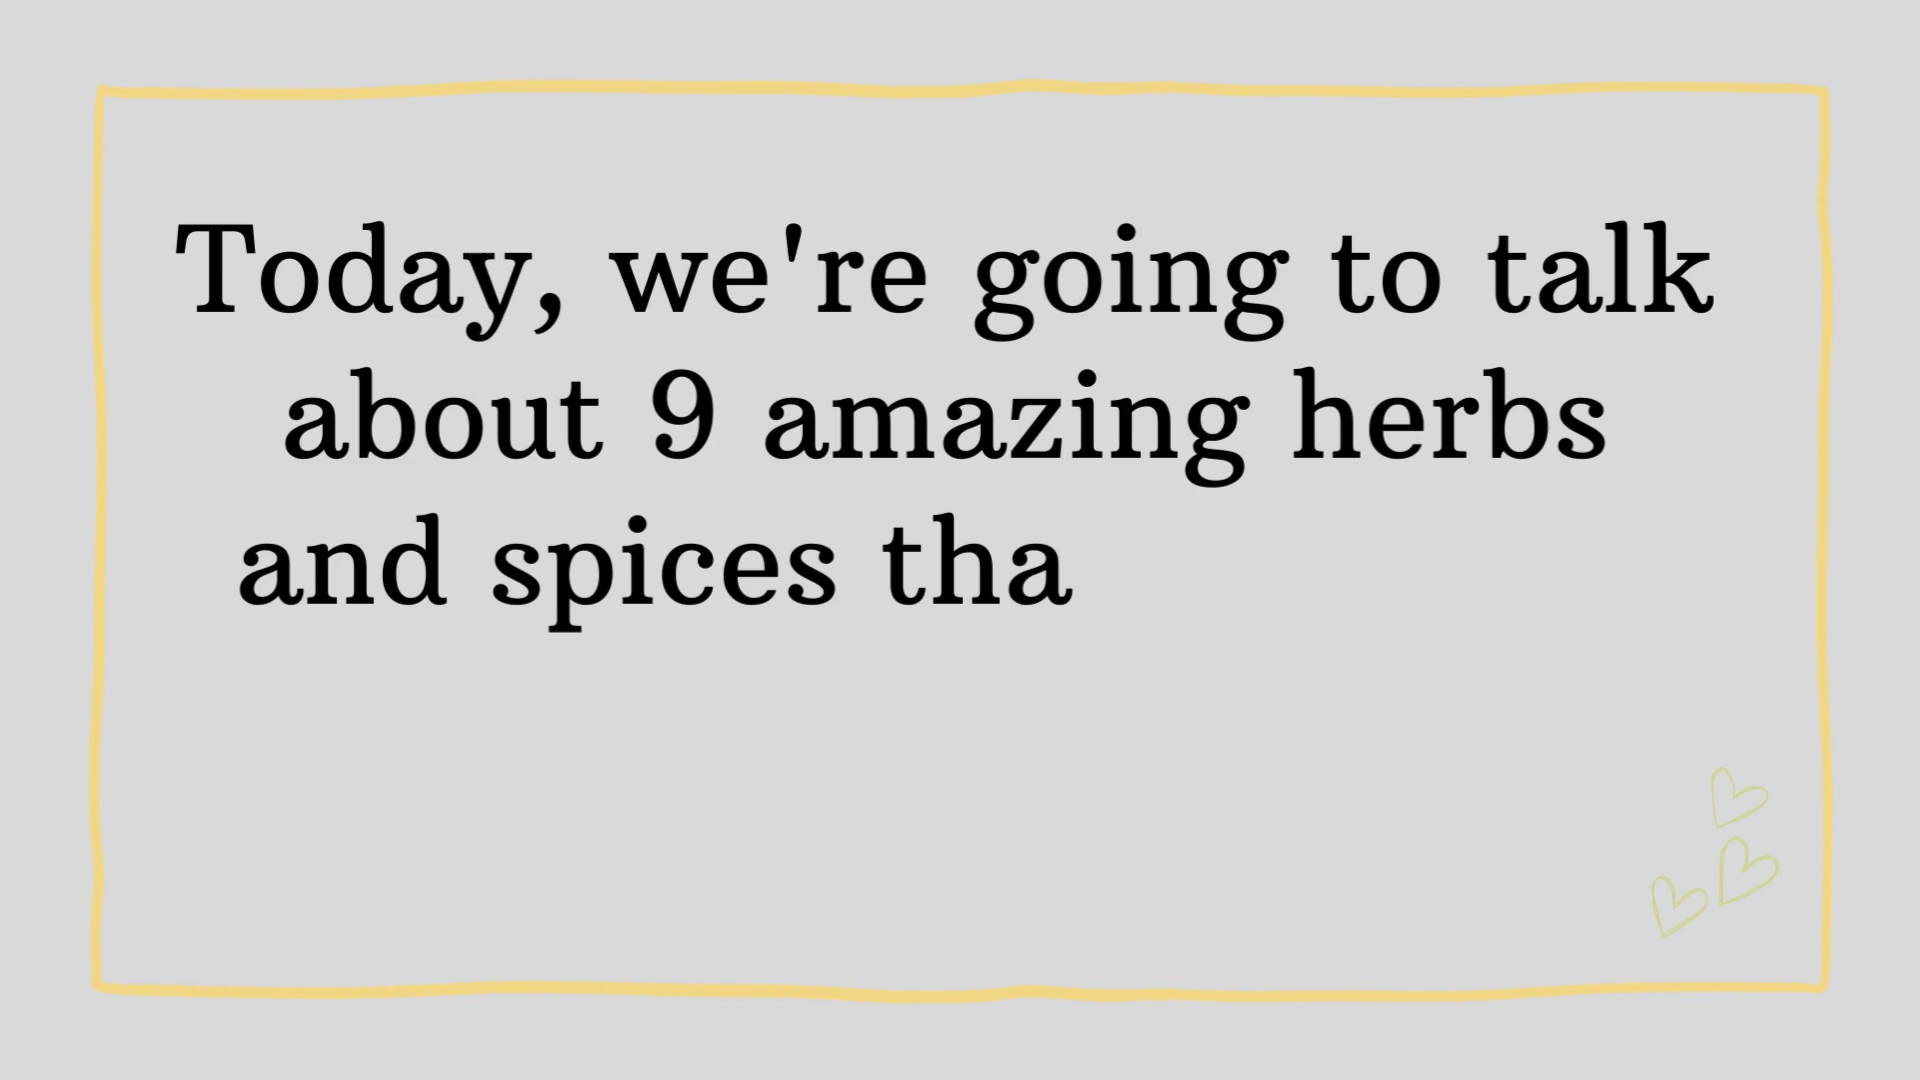 Today, we're going to talk
about 9 amazing herbs
and spices tha